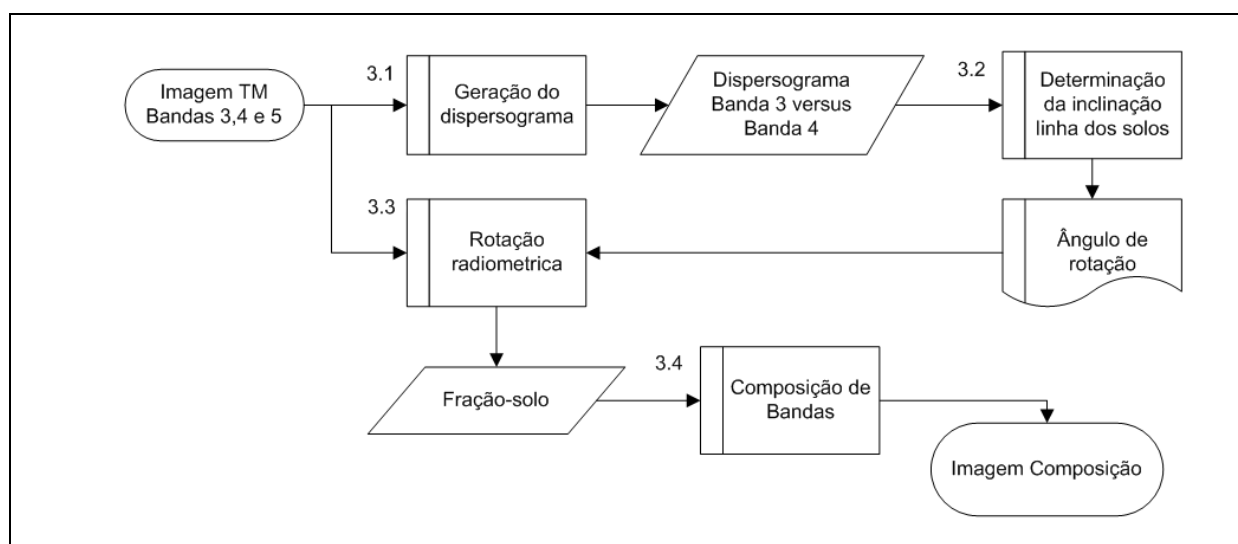 Imagem TM
Bandas 3,4 e 5
3.1
Geração do
dispersograma
Dispersograma
Banda 3 versus
Banda 4
3.2
Determinação
da inclinação
linha dos solos
3.3
Rotação
radiometrica
Ângulo de
rotação
Fração-solo
3.4
Composição de
Bandas
Imagem Composição